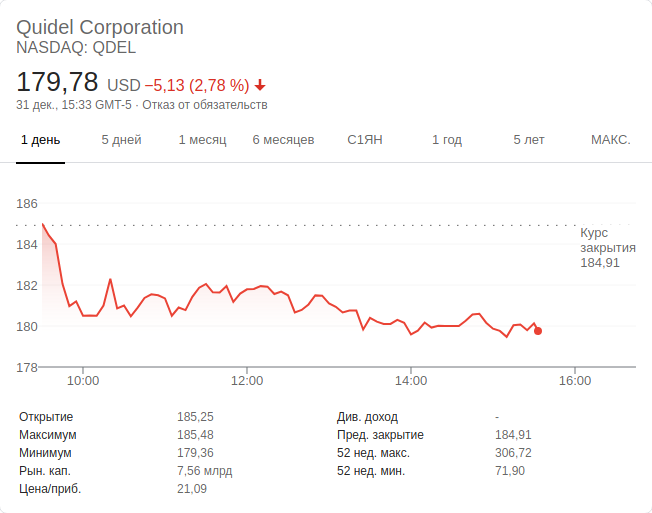 Quidel Corporation
NASDAQ: QDEL
179,78 USD −5,13 (2,78 %)
31 дек., 15:33 GMT-5 · Отказ от обязательств
1 день 5 дней 1 месяц 6 месяцев С1ЯН 1 год 5 лет МАКС.
186
184
182
180
178
Курс
закрытия
184,91
10:00 12:00 14:00 16:00
Открытие 185,25
Максимум 185,48
Минимум 179,36
Рын. кап. 7,56 млрд
Цена/приб. 21,09
Див. доход -
Пред. закрытие 184,91
52 нед. макс. 306,72
52 нед. мин. 71,90